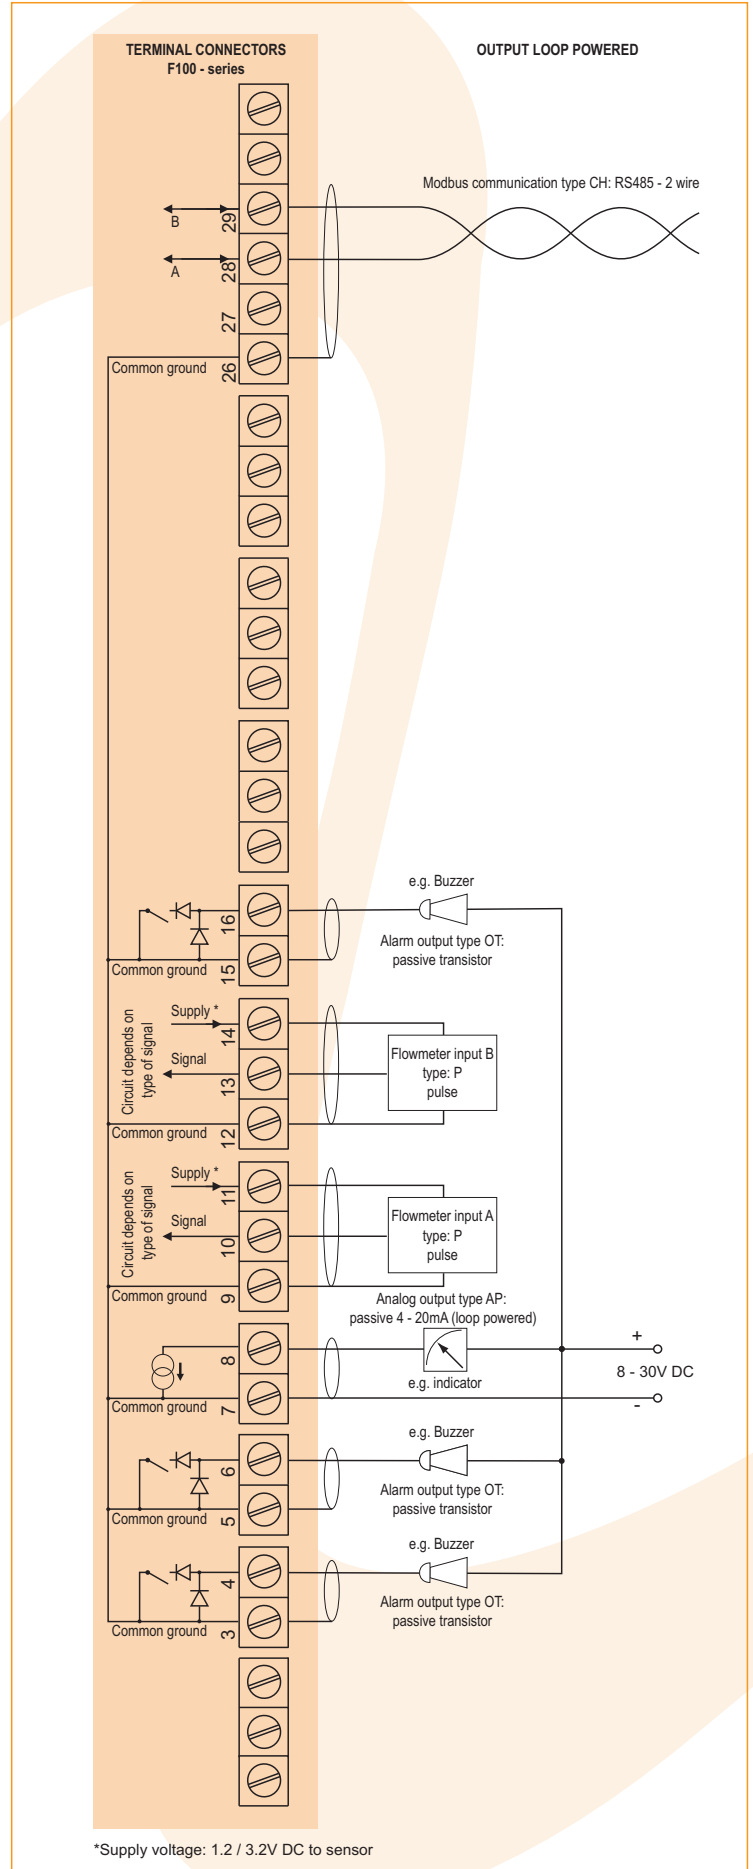 TERMINAL CONNECTORS
F100 - series
OUTPUT LOOP POWERED
Modbus communication type CH: RS485 - 2 wire
B
29
A
28
27
Common ground
26
e.g. Buzzer
16
Alarm output type OT:
passive transistor
Common ground
15
Circuit depends on
type of signal
Supply *
14
Signal
13
Flowmeter input B
type: P
pulse
Common ground
12
Circuit depends on
type of signal
Supply *
11
Signal
10
Flowmeter input A
type: P
pulse
Common ground
9
Analog output type AP:
passive 4 - 20mA (loop powered)
8
+
8 - 30V DC
e.g. indicator
Common ground
7
-
e.g. Buzzer
6
Alarm output type OT:
passive transistor
Common ground
5
e.g. Buzzer
4
Alarm output type OT:
passive transistor
Common ground
3
*Supply voltage: 1.2 / 3.2V DC to sensor